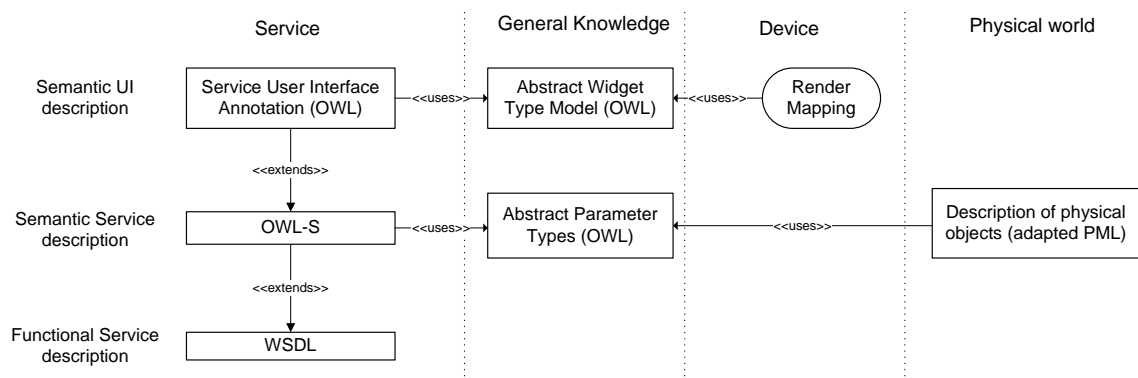 Service
General Knowledge
Device
Physical world
Semantic UI
description
Service User Interface
Annotation (OWL)
<<uses>>
Abstract Widget
Type Model (OWL)
<<uses>>
Render
Mapping
<<extends>>
Semantic Service
description
OWL-S
<<uses>>
Abstract Parameter
Types (OWL)
<<uses>>
Description of physical
objects (adapted PML)
<<extends>>
Functional Service
description
WSDL